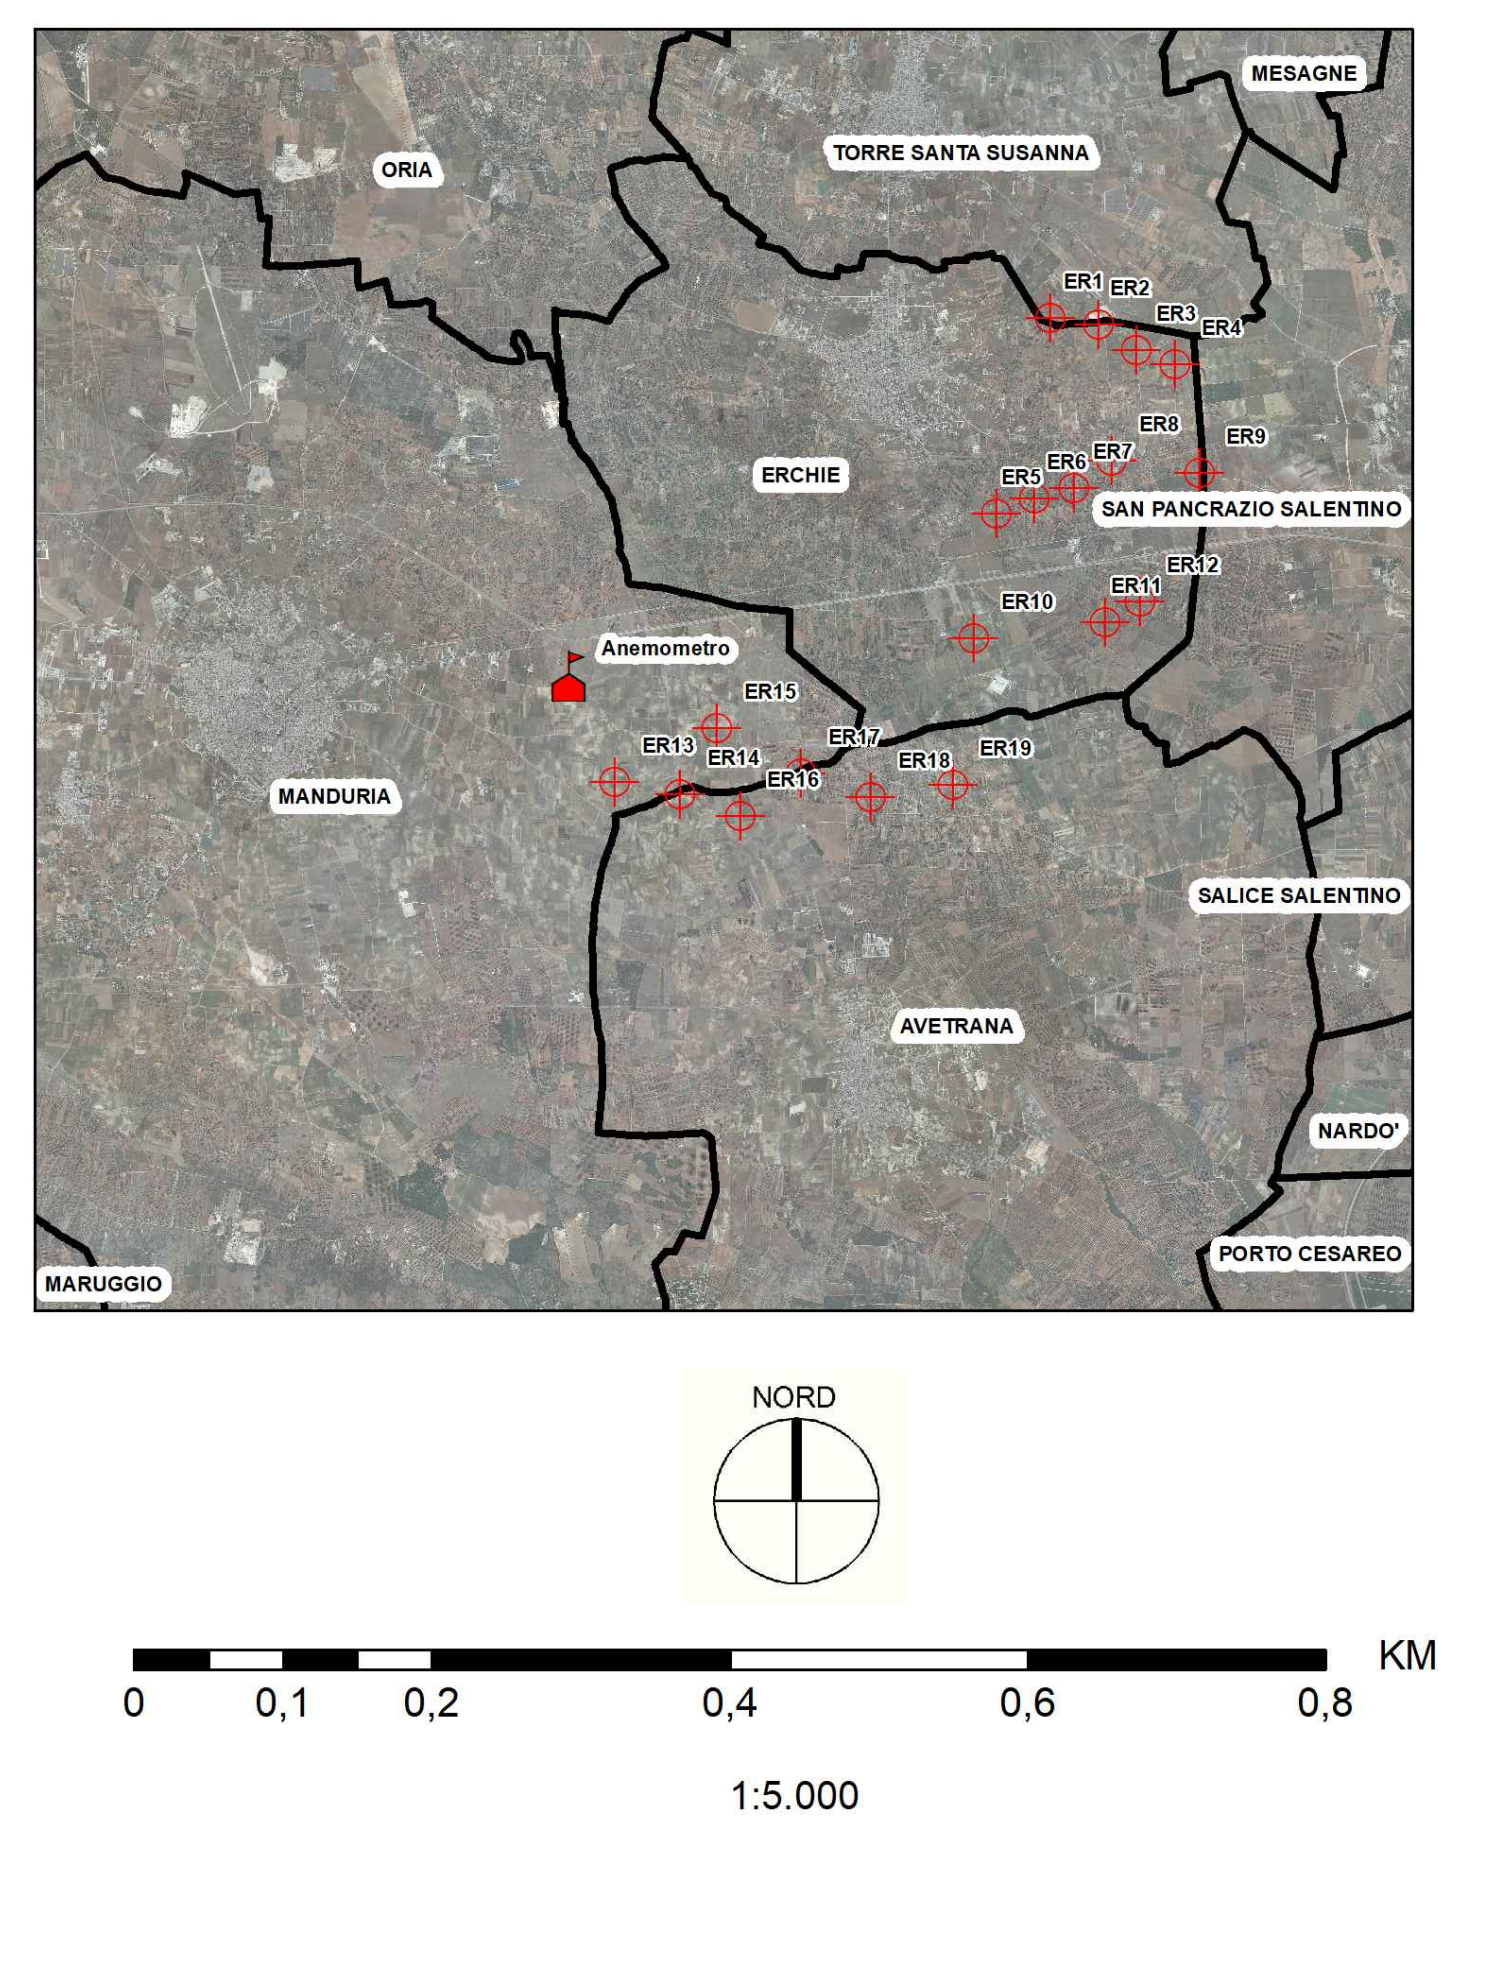 MESAGNE
TORRE SANTA SUSANNA
ORIA
ER1
ER2
ER3
ER4
ER8
ER9
ER7
ER6
ER5
ERCHIE
SAN PANCRAZIO SALENTINO
ER12
ER11
ER10
Anemometro
ER15
ER17
ER13
ER19
ER14
ER18
ER16
MANDURIA
SALICE SALENTINO
AVETRANA
NARDO'
PORTO CESAREO
MARUGGIO
NORD
KM
0 0,1 0,2 0,4 0,6 0,8
1:5.000